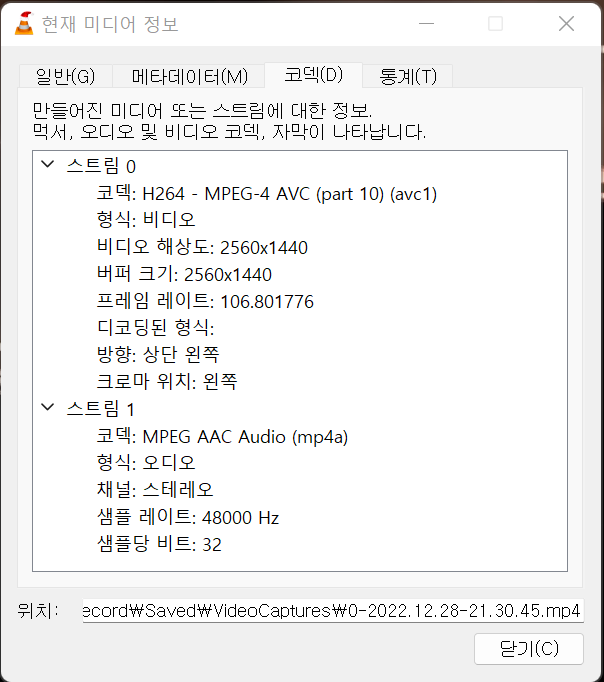 현재 미디어 정보
일반(G) 메타데이터(M) 코덱(D) 통계(T)
만들어진 미디어 또는 스트림에 대한 정보.
먹서, 오디오 및 비디오 코덱, 자막이 나타납니다.
스트림 0
코덱: H264 - MPEG-4 AVC (part 10) (avc1)
형식: 비디오
비디오 해상도: 2560x1440
버퍼 크기: 2560x1440
프레임 레이트: 106.801776
디코딩된 형식:
방향: 상단 왼쪽
크로마 위치: 왼쪽
스트림 1
코덱: MPEG AAC Audio (mp4a)
형식: 오디오
채널: 스테레오
샘플 레이트: 48000 Hz
샘플당 비트: 32
위치: ecord₩Saved₩VideoCaptures₩0-2022.12.28-21.30.45.mp4
닫기(C)